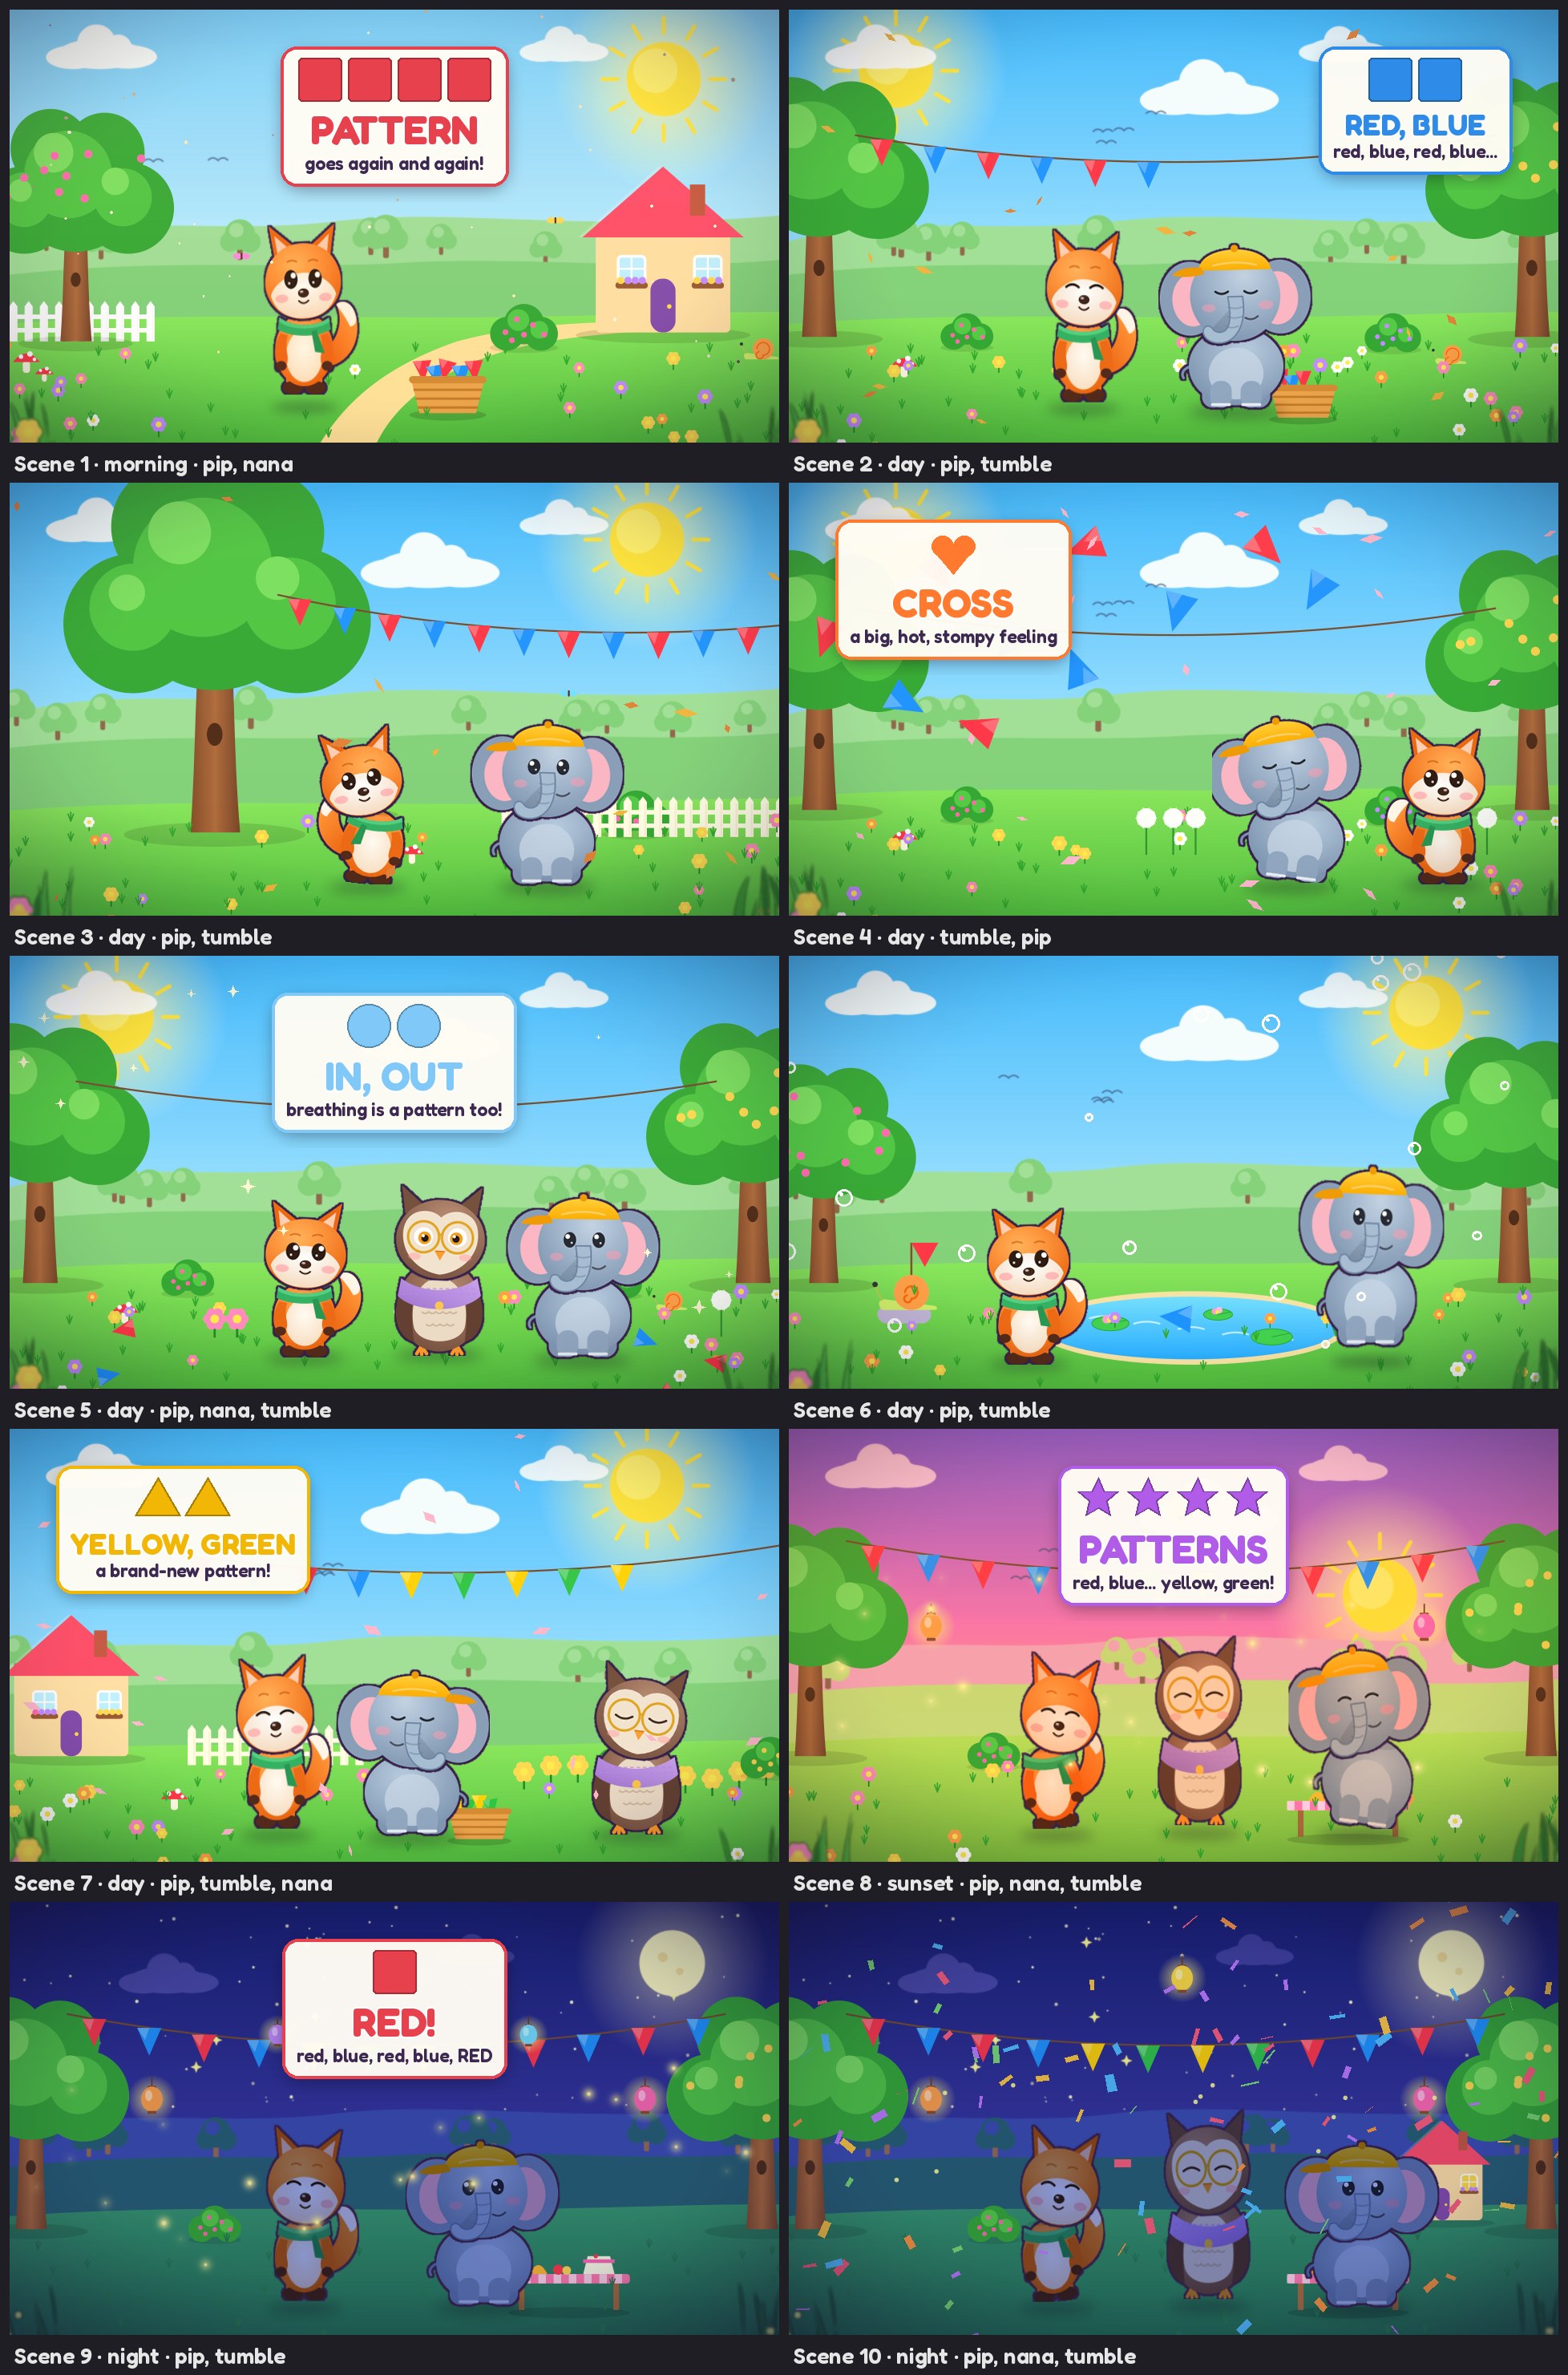 PATTERN
goes again and again!
RED, BLUE
red, blue, red, blue...
Scene 1 · morning · pip, nana
Scene 2 · day · pip, tumble
CROSS
a big, hot, stompy feeling
Scene 3 · day · pip, tumble
Scene 4 · day · tumble, pip
IN, OUT
breathing is a pattern too!
Scene 5 · day · pip, nana, tumble
Scene 6 · day · pip, tumble
YELLOW, GREEN
a brand-new pattern!
PATTERNS
red, blue... yellow, green!
Scene 7 · day · pip, tumble, nana
Scene 8 · sunset · pip, nana, tumble
RED!
red, blue, red, blue, RED
Scene 9 · night · pip, tumble
Scene 10 · night · pip, nana, tumble